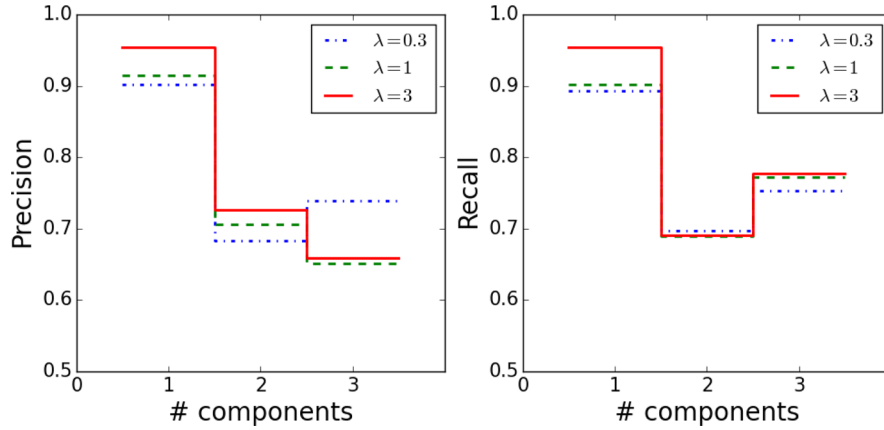 1.0
0.9
0.8
0.7
0.6
0.5
Precision
0 1 2 3
# components
λ=0.3
λ=1
λ=3
1.0
0.9
0.8
0.7
0.6
0.5
Recall
0 1 2 3
# components
λ=0.3
λ=1
λ=3